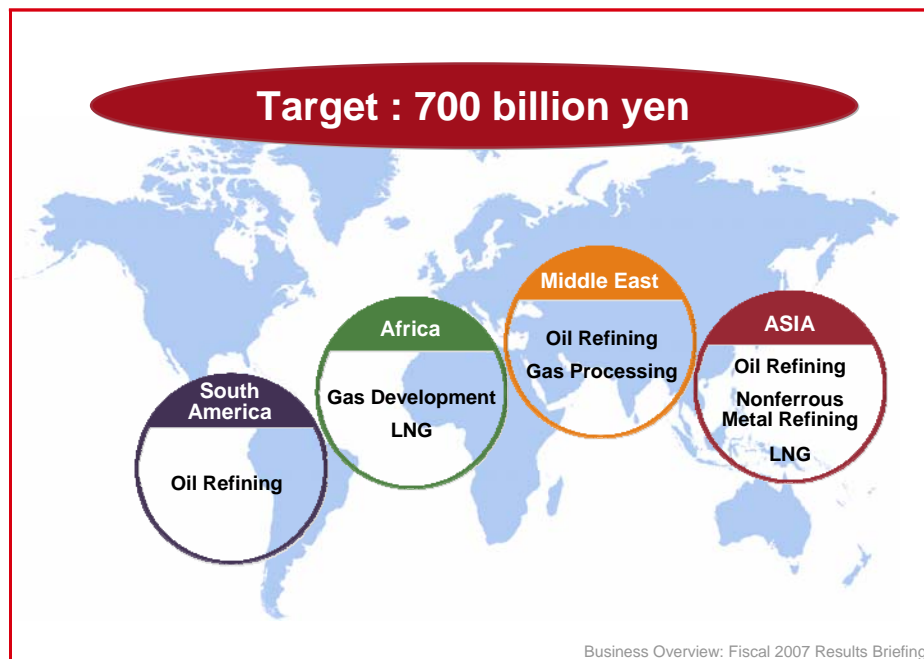 Target : 700 billion yen
Middle East
Oil Refining
Gas Processing
ASIA
Oil Refining
Nonferrous
Metal Refining
LNG
Africa
Gas Development
LNG
South
America
Oil Refining
Business Overview: Fiscal 2007 Results Briefing